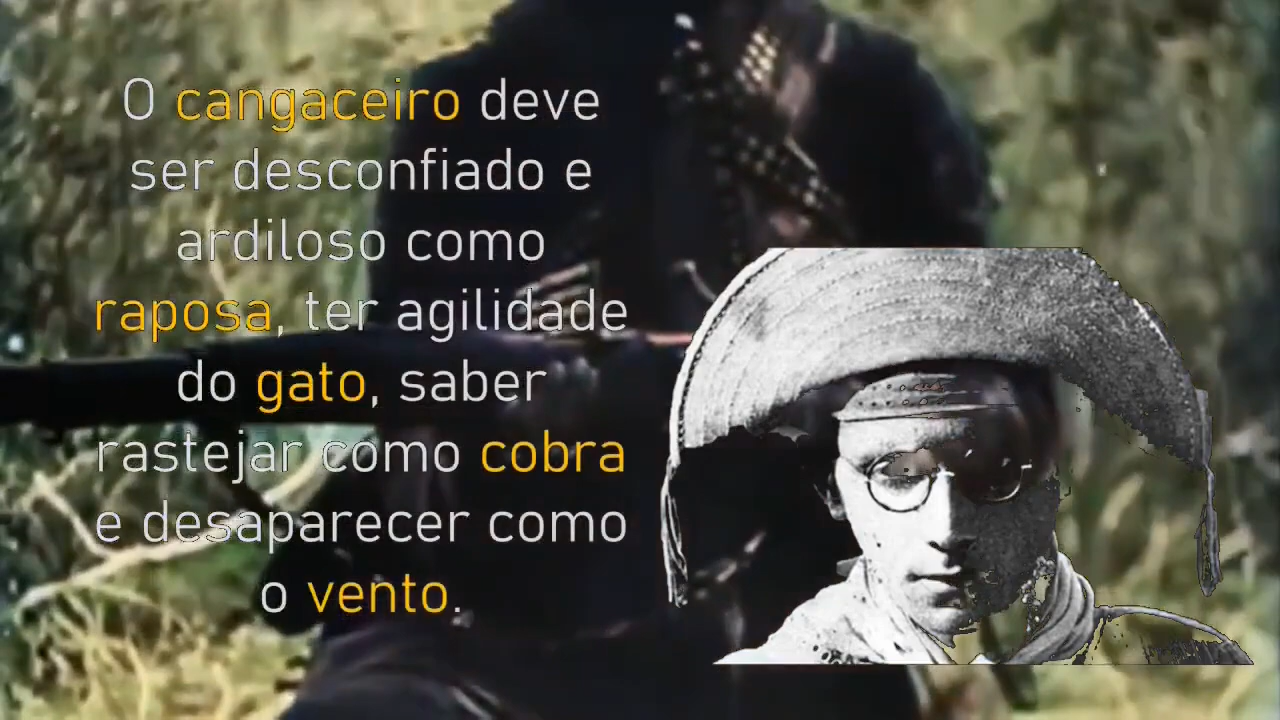 O cangaceiro deve
ser desconfiado e
ardiloso como
raposa, ter agilidade
do gato, saber
rastejar como cobra
e desaparecer como
o vento.